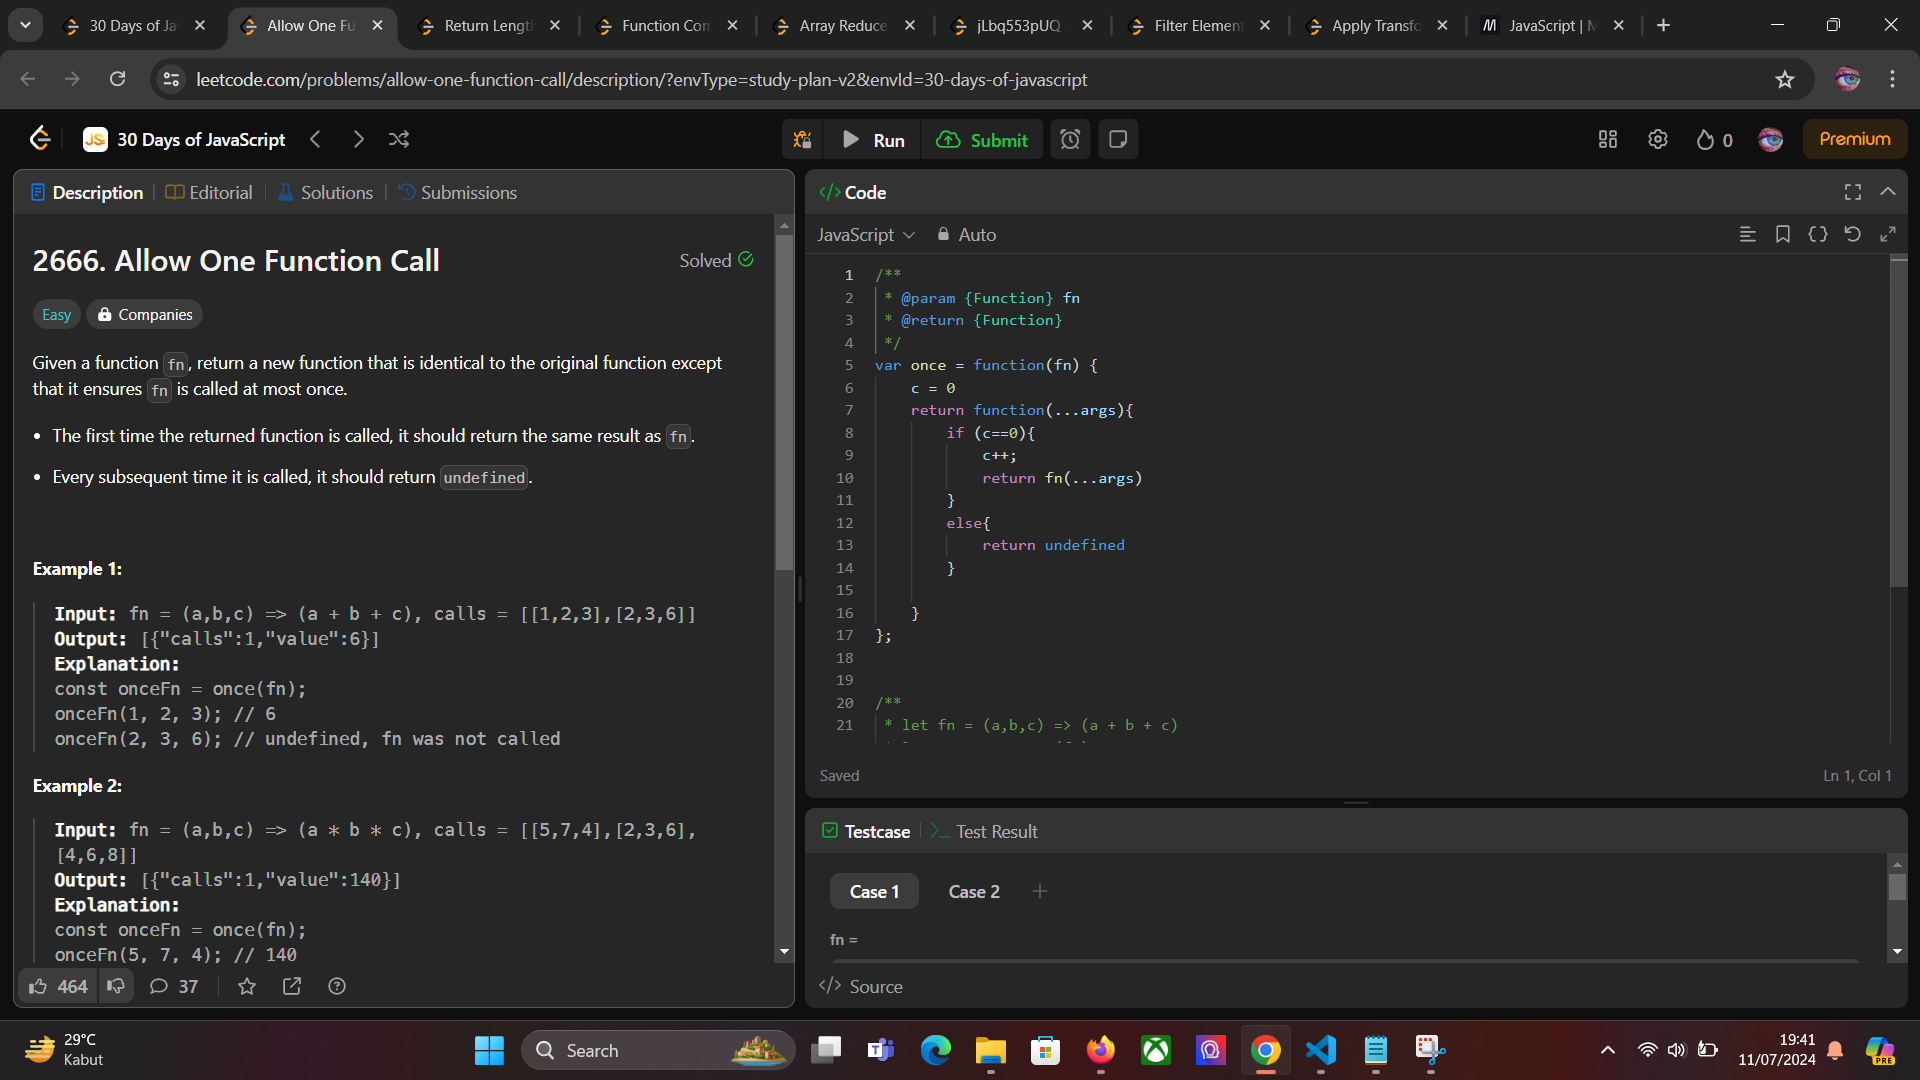 30 Days of Ja
Allow One Fu
Return Lengt
Function Com
Array Reduce
jLbq553pUQ
Filter Element
Apply Transfo
JavaScript | M
leetcode.com/problems/allow-one-function-call/description/?envType=study-plan-v2&envId=30-days-of-javascript
JS 30 Days of JavaScript
Run
Submit
0
Premium
Description
Editorial
Solutions
Submissions
2666. Allow One Function Call
Solved
Easy
Companies
Given a function fn, return a new function that is identical to the original function except
that it ensures fn is called at most once.
• The first time the returned function is called, it should return the same result as fn.
• Every subsequent time it is called, it should return undefined.
Example 1:
Input: fn = (a,b,c) => (a + b + c), calls = [[1,2,3],[2,3,6]]
Output: [{"calls":1,"value":6}]
Explanation:
const onceFn = once(fn);
onceFn(1, 2, 3); // 6
onceFn(2, 3, 6); // undefined, fn was not called
Example 2:
Input: fn = (a,b,c) => (a * b * c), calls = [[5,7,4],[2,3,6],
[4,6,8]]
Output: [{"calls":1,"value":140}]
Explanation:
const onceFn = once(fn);
onceFn(5, 7, 4); // 140
464
37
</> Code
JavaScript
Auto
1 /**
2 * @param {Function} fn
3 * @return {Function}
4 */
5 var once = function(fn) {
6 c = 0
7 return function(...args){
8 if (c==0){
9 c++;
10 return fn(...args)
11 }
12 else{
13 return undefined
14 }
15
16 }
17 };
18
19
20 /**
21 * let fn = (a,b,c) => (a + b + c)
Saved
Ln 1, Col 1
Testcase
Test Result
Case 1
Case 2
fn =
</> Source
29°C
Kabut
Search
19:41
11/07/2024
PRE